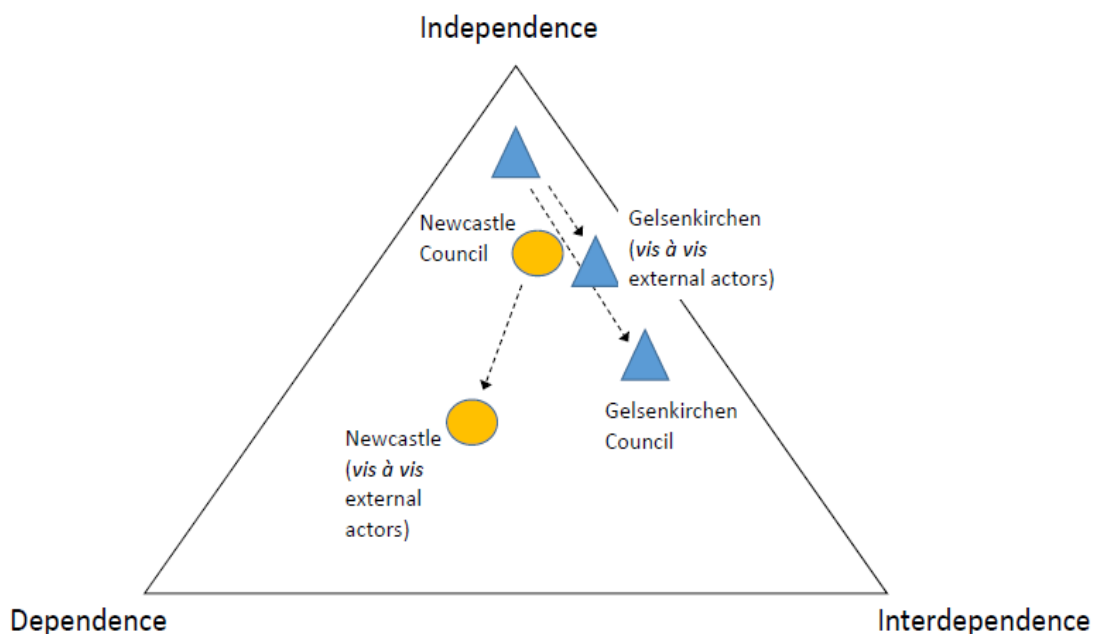 Independence
Newcastle
Council
Gelsenkirchen
(vis à vis
external actors)
Gelsenkirchen
Council
Newcastle
(vis à vis
external
actors)
Dependence
Interdependence